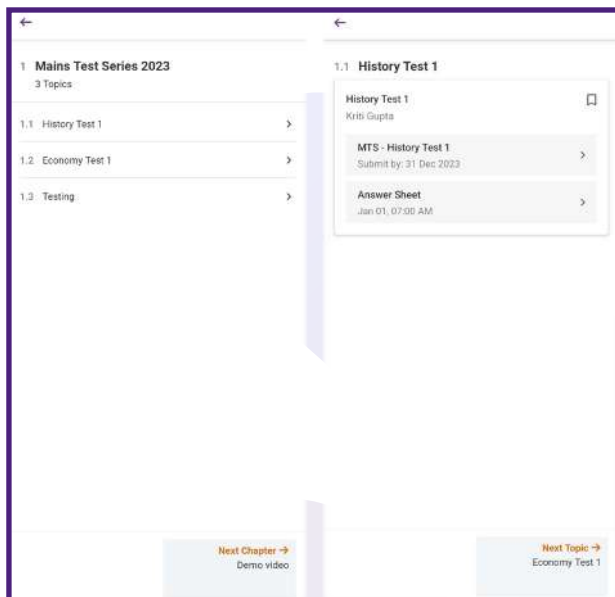 1 Mains Test Series 2023
3 Topics
1.1 History Test 1
1.2 Economy Test 1
1.3 Testing
Next Chapter →
Demo video
1.1 History Test 1
History Test 1
Kriti Gupta
MTS - History Test 1
Submit by: 31 Dec 2023
Answer Sheet
Jan 01, 07:00 AM
Next Topic →
Economy Test 1